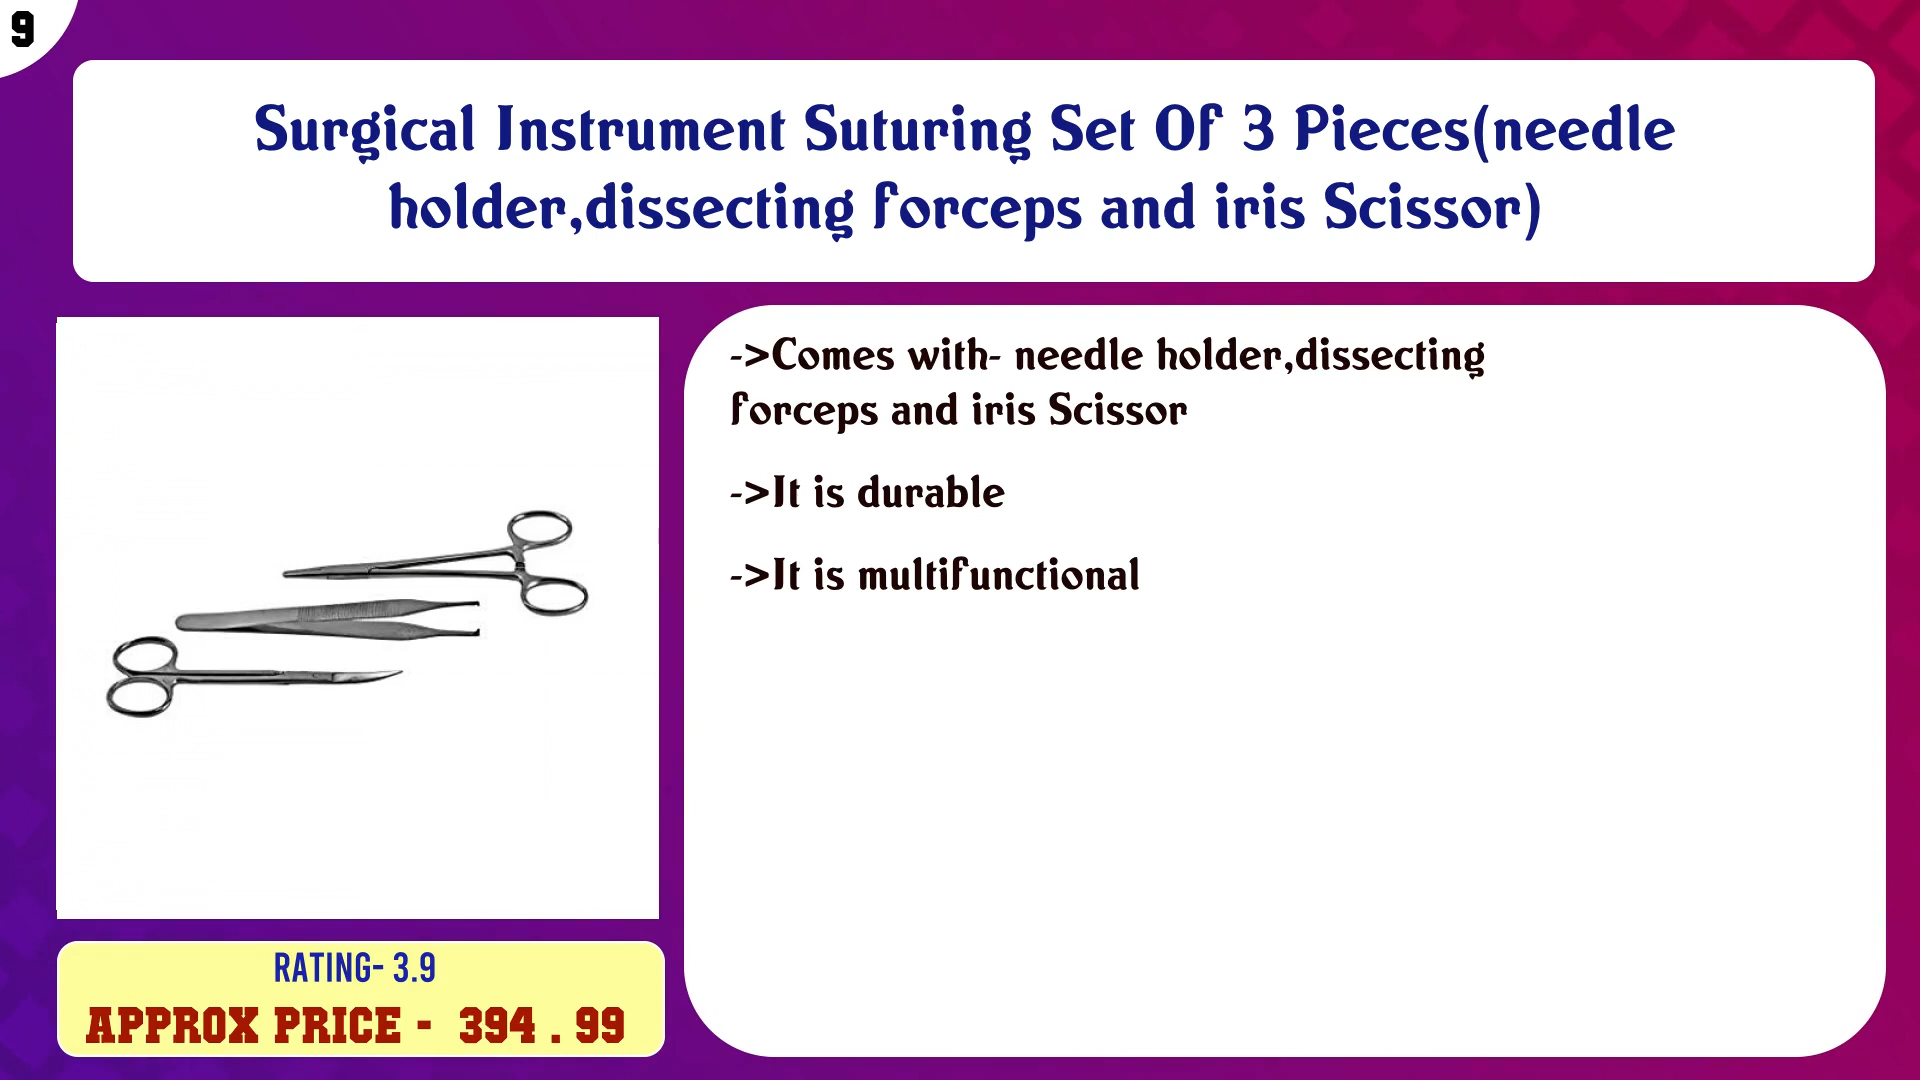 9
Surgical Instrument Suturing Set Of 3 Pieces(needle
holder,dissecting forceps and iris Scissor)
->Comes with- needle holder,dissecting
forceps and iris Scissor
->It is durable
->It is multifunctional
RATING- 3.9
APPROX PRICE - 394 . 99